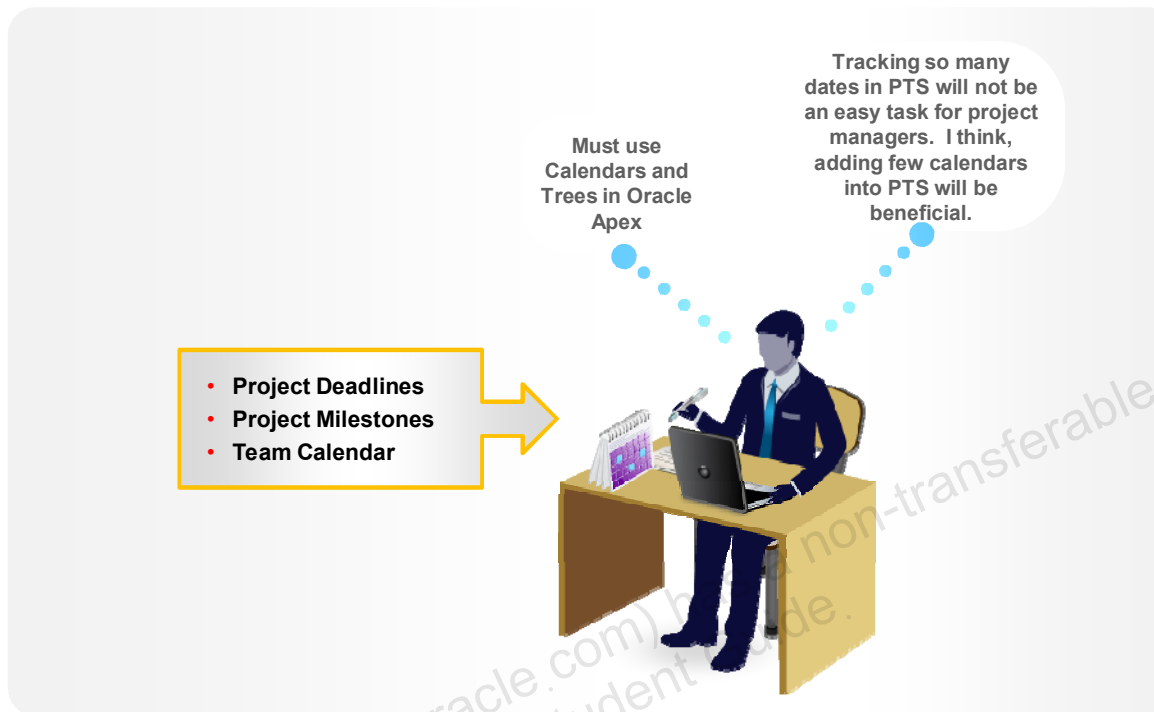 Tracking so many
dates in PTS will not be
an easy task for project
managers.  I think,
adding few calendars
into PTS will be
beneficial.
Must use
Calendars and
Trees in Oracle
Apex
• Project Deadlines
• Project Milestones
• Team Calendar
a non-transferable
com) has
oracle.